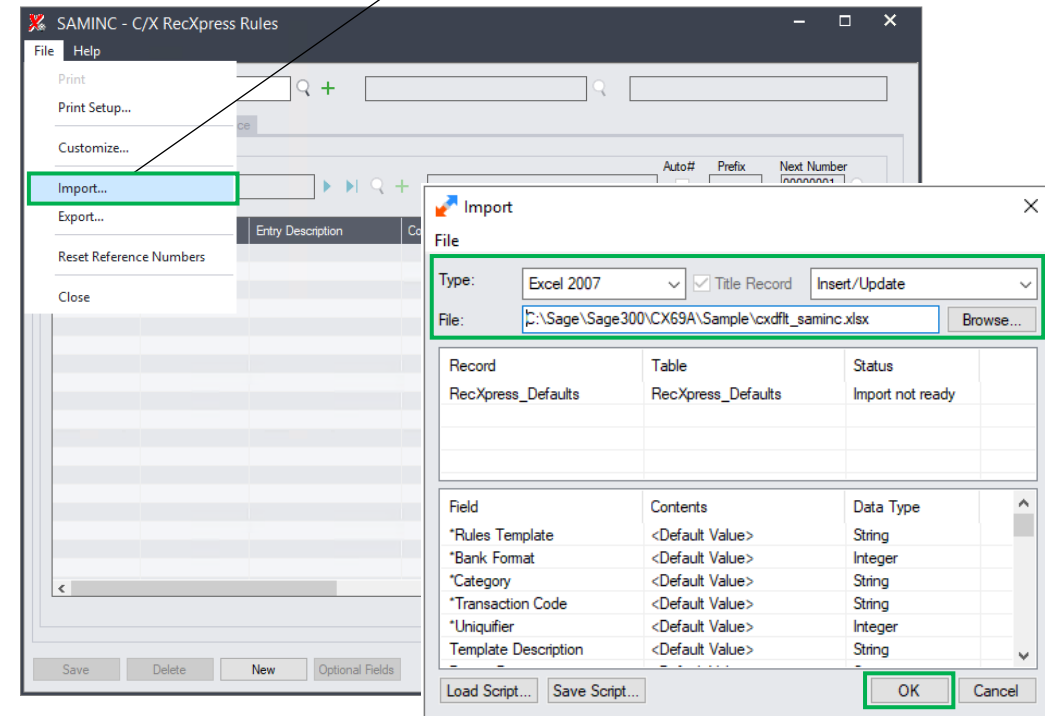 SAMINC - C/X RecXpress Rules
File Help
Print
Print Setup...
Customize...
Import...
Export...
Reset Reference Numbers
Close
Auto# Prefix Next Number
00000001
Entry Description
Save Delete New Optional Fields
Import
File
Type: Excel 2007 Title Record Insert/Update
File: C:\Sage\Sage300\CX69A\Sample\cxdflt_saminc.xlsx Browse...
Record Table Status
RecXpress_Defaults RecXpress_Defaults Import not ready
Field Contents Data Type
*Rules Template <Default Value> String
*Bank Format <Default Value> Integer
*Category <Default Value> String
*Transaction Code <Default Value> String
*Uniquifier <Default Value> Integer
Template Description <Default Value> String
Load Script... Save Script... OK Cancel